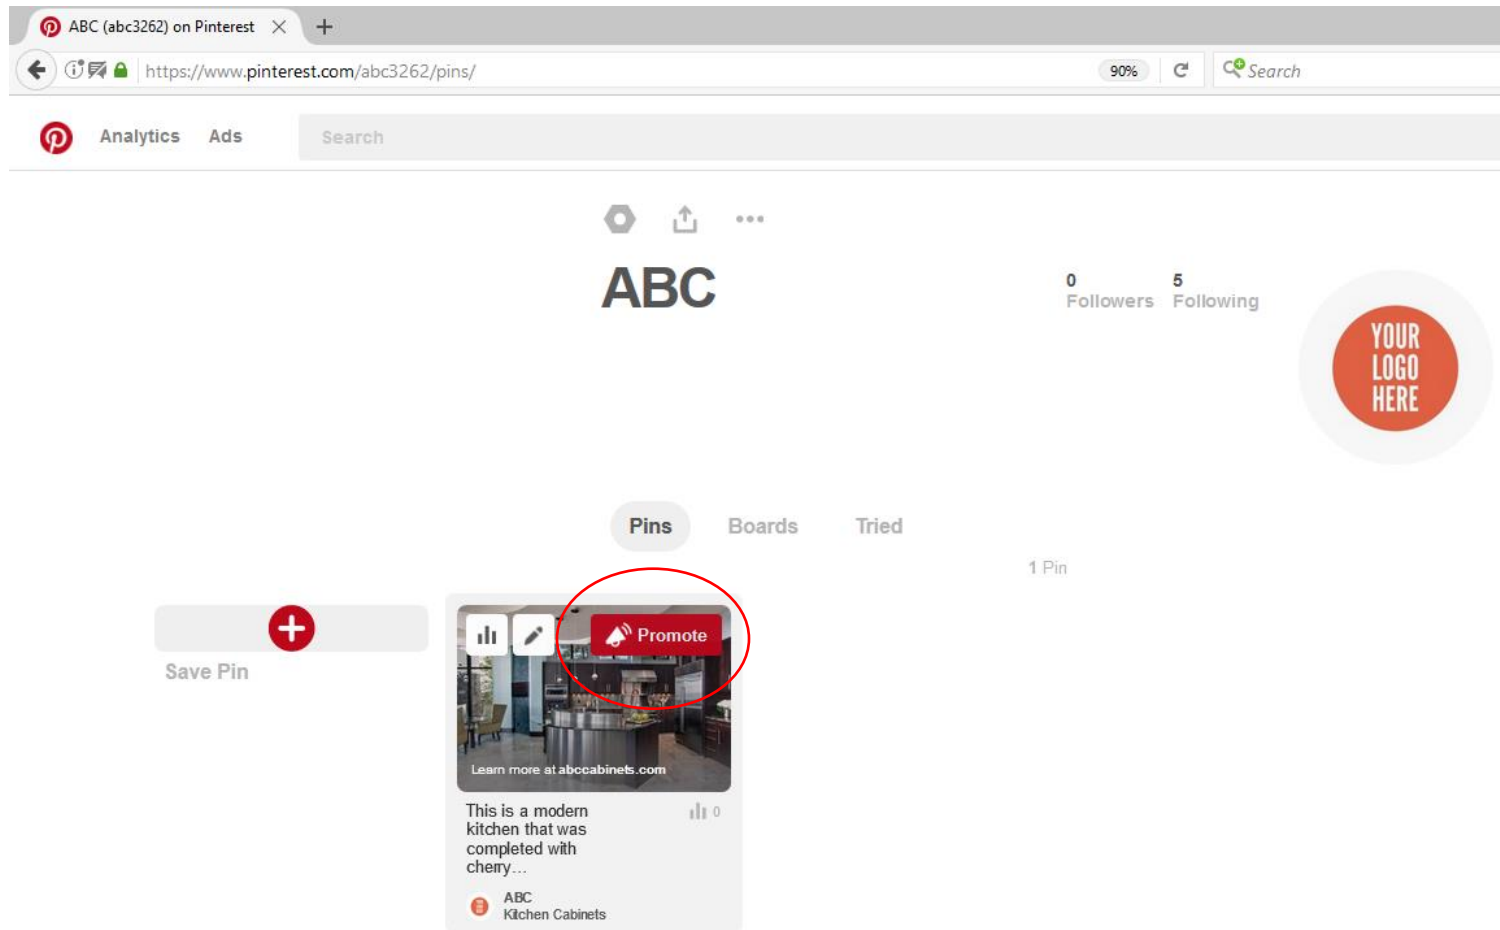 ABC (abc3262) on Pinterest
https://www.pinterest.com/abc3262/pins/
90%
Search
Analytics Ads
Search
ABC
0 5
Followers Following
YOUR
LOGO
HERE
Pins Boards Tried
1 Pin
Save Pin
Promote
Learn more at abccabinets.com
This is a modern
kitchen that was
completed with
cherry...
0
ABC
Kitchen Cabinets